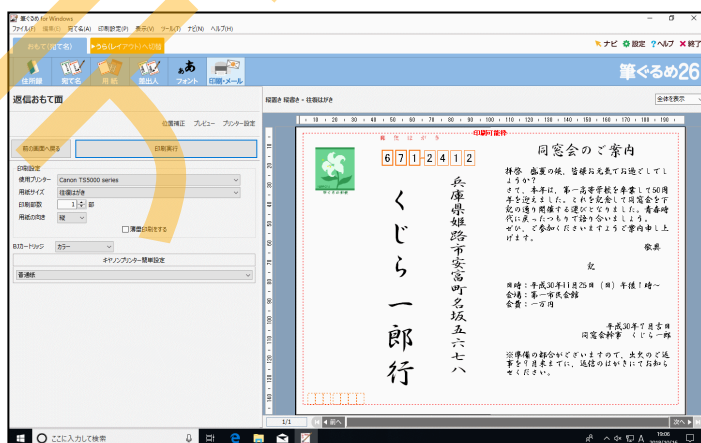 筆ぐるめ for Windows
ファイル(F) 編集(E) 宛て名(A) 印刷設定(P) 表示(V) ツール(T) ナビ(N) ヘルプ(H)
おもて(宛て名) ▶うら(レイアウト)へ切替
ナビ 設定 ?ヘルプ ×終了
住所録 宛て名 用紙 差出人 フォント 印刷・メール
筆ぐるめ26
返信おもて面
縦置き 縦書き・往復はがき
全体を表示
位置補正 プレビュー プリンター設定
前の画面へ戻る
印刷実行
印刷設定
使用プリンター Canon TS5000 series
用紙サイズ 往復はがき
印刷部数 1 部
用紙の向き 縦
薄墨印刷をする
BJカートリッジ カラー
キヤノンプリンター簡単設定
普通紙
印刷可能枠
郵便はがき
671-2412
兵庫県姫路市安富町名坂五六七八
くじら 一郎 行
同窓会のご案内
拝啓 盛夏の候、皆様お元気でお過ごしでし
ょうか?
さて、本年は、第一高等学校を卒業して50周
年を迎えました。これを記念して同窓会を下
記の通り開催する運びとなりました。青春時
代に戻ったつもりで語り合いましょう。
ぜひ、ご参加くださいますようご案内申し上
げます。
敬具
記
日時:平成30年11月25日(日)午後1時~
会場:第一市民会館
会費:一万円
平成30年7月吉日
同窓会幹事 くじら一郎
※準備の都合がございますので、出欠のご返
事を9月末までに、返信のはがきにてお知ら
せください。
1/1
前へ
次へ
ここに入力して検索
19:06